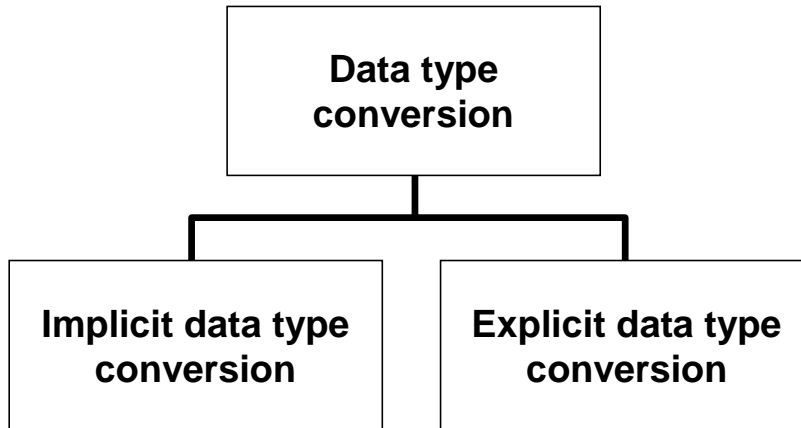 Data type
conversion
Implicit data type
conversion
Explicit data type
conversion